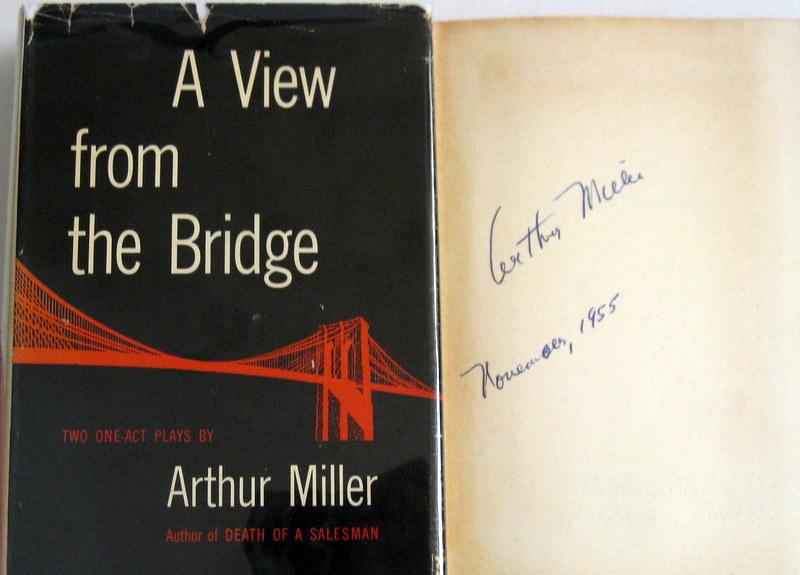 A View
from
the Bridge
TWO ONE-ACT PLAYS BY
Arthur Miller
Author of DEATH OF A SALESMAN
Arthur Miller
November, 1955